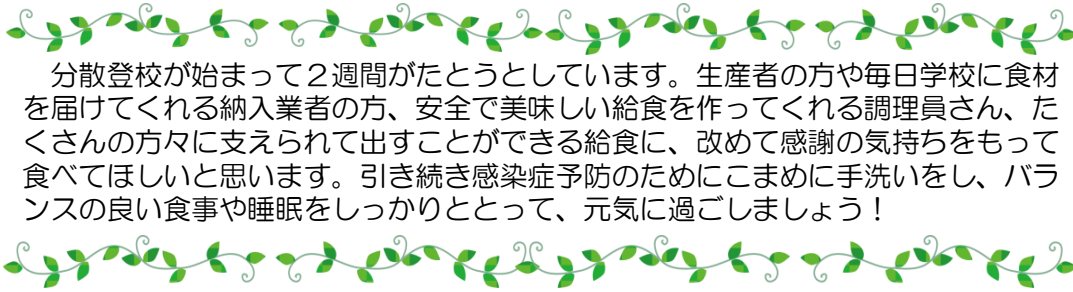 分散登校が始まって２週間がたとうとしています。生産者の方や毎日学校に食材
を届けてくれる納入業者の方、安全で美味しい給食を作ってくれる調理員さん、た
くさんの方々に支えられて出すことができる給食に、改めて感謝の気持ちをもって
食べてほしいと思います。引き続き感染症予防のためにこまめに手洗いをし、バラ
ンスの良い食事や睡眠をしっかりととって、元気に過ごしましょう！